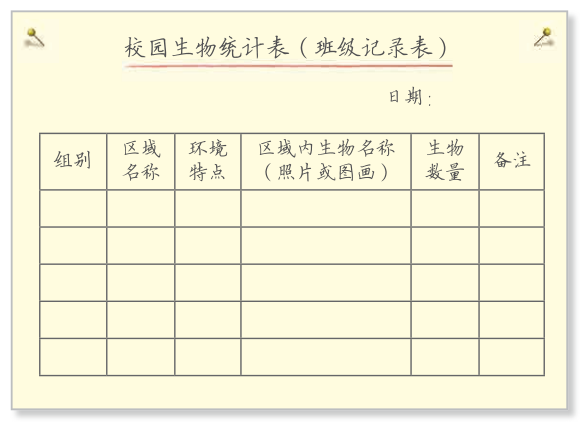 校园生物统计表（班级记录表）
日期：
组别 区域名称 环境特点 区域内生物名称（照片或图画） 生物数量 备注